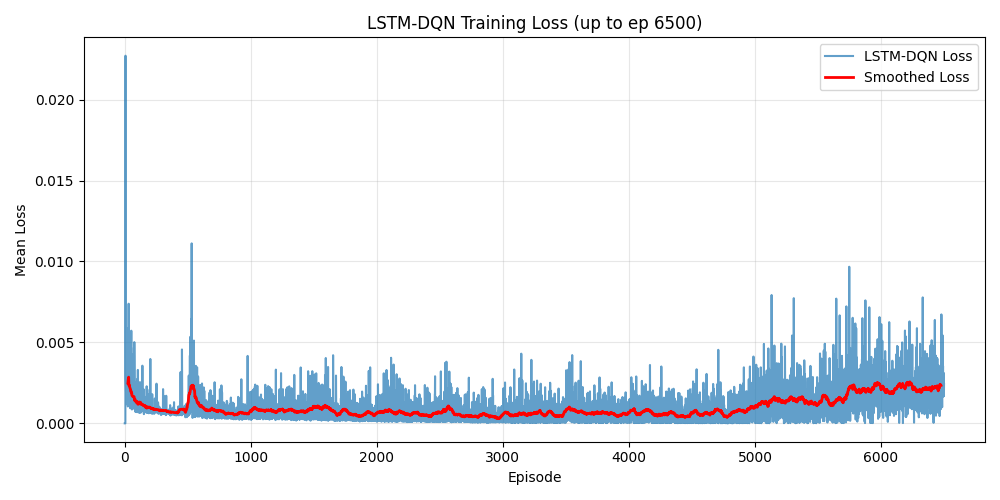 LSTM-DQN Training Loss (up to ep 6500)
LSTM-DQN Loss
Smoothed Loss
0.020
0.015
0.010
0.005
0.000
Mean Loss
0
1000
2000
3000
4000
5000
6000
Episode